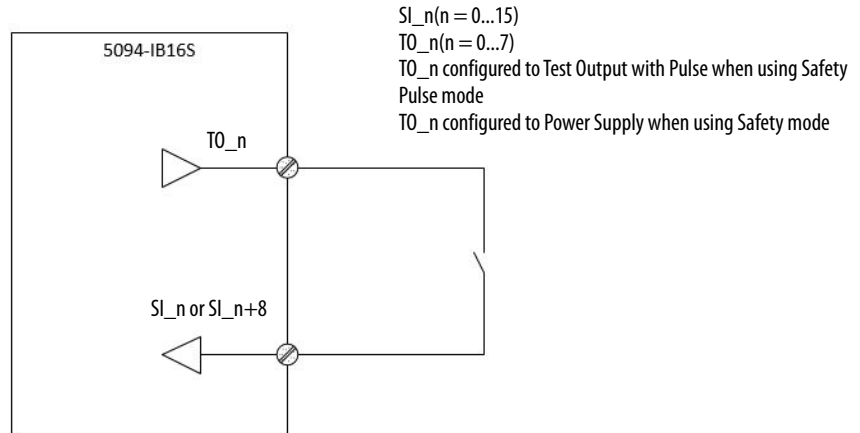 SI_n(n = 0...15)
TO_n(n = 0...7)
TO_n configured to Test Output with Pulse when using Safety
Pulse mode
TO_n configured to Power Supply when using Safety mode
5094-IB16S
TO_n
SI_n or SI_n+8